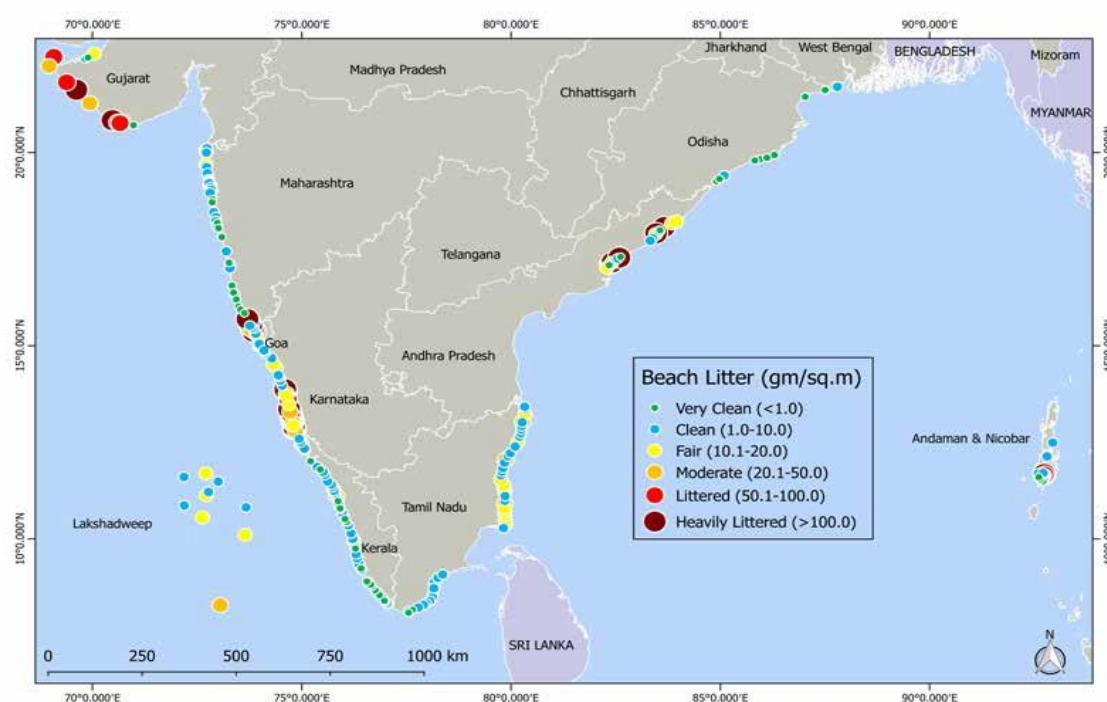 70°0.000'E 75°0.000'E 80°0.000'E 85°0.000'E 90°0.000'E
Jharkhand
West Bengal
BANGLADESH
Mizoram
Gujarat
Madhya Pradesh
Chhattisgarh
MYANMAR
Odisha
20°0.000'N
Maharashtra
Telangana
15°0.000'N
Goa
Andhra Pradesh
Karnataka
Beach Litter (gm/sq.m)
Very Clean (<1.0)
Clean (1.0-10.0)
Fair (10.1-20.0)
Moderate (20.1-50.0)
Littered (50.1-100.0)
Heavily Littered (>100.0)
Andaman & Nicobar
Tamil Nadu
Lakshadweep
10°0.000'N
Kerala
SRI LANKA
N
0 250 500 750 1000 km
70°0.000'E 75°0.000'E 80°0.000'E 85°0.000'E 90°0.000'E